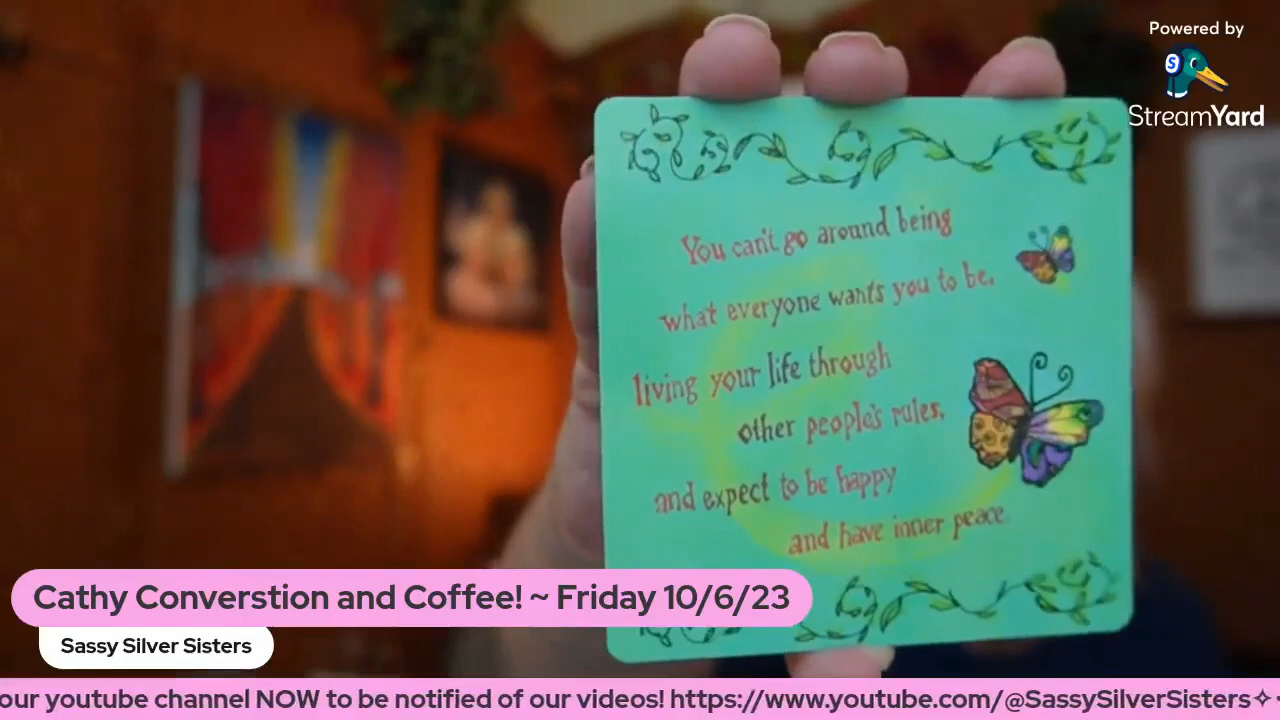 Powered by
StreamYard
You can't go around being
what everyone wants you to be,
living your life through
other people's rules,
and expect to be happy
and have inner peace.
Cathy Converstion and Coffee! ~ Friday 10/6/23
Sassy Silver Sisters
our youtube channel NOW to be notified of our videos! https://www.youtube.com/@SassySilverSisters✧